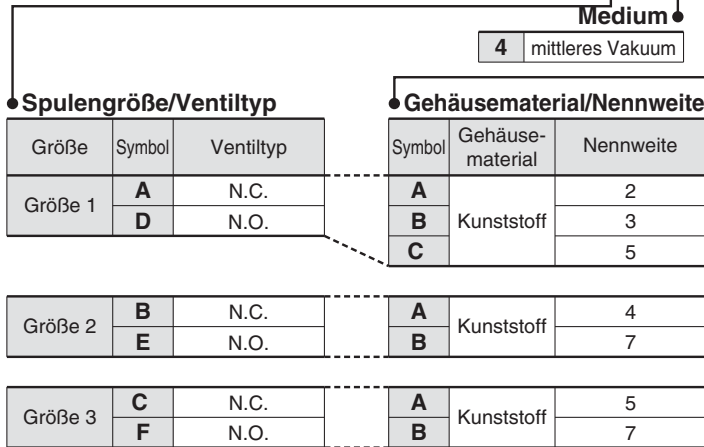 Medium
4 mittleres Vakuum
Spulengröße/Ventiltyp
Größe Symbol Ventiltyp
Größe 1 A N.C.
D N.O.
Gehäusematerial/Nennweite
Symbol Gehäuse-
material Nennweite
A Kunststoff 2
B 3
C 5
Größe 2 B N.C.
E N.O.
A Kunststoff 4
B 7
Größe 3 C N.C.
F N.O.
A Kunststoff 5
B 7